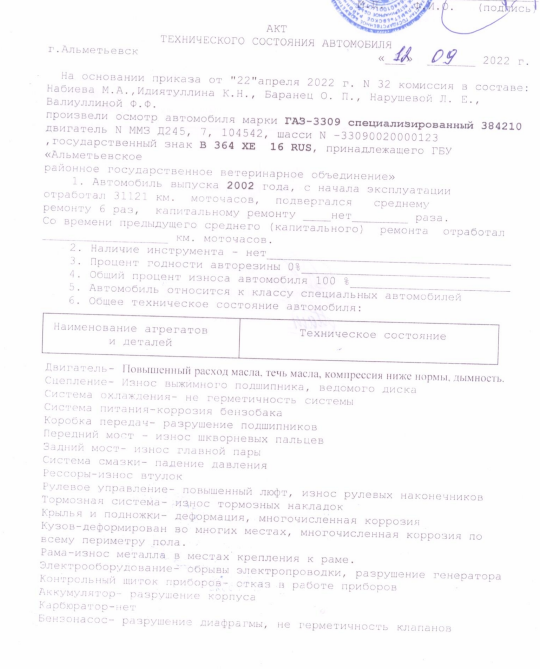 Ф.И.О. (подпись
АКТ
ТЕХНИЧЕСКОГО СОСТОЯНИЯ АВТОМОБИЛЯ
г.Альметьевск
« 12 09 2022 г.
На основании приказа от "22"апреля 2022 г. N 32 комиссия в составе:
Набиева М.А.,Идиятуллина К.Н., Баранец О. П., Нарушевой Л. Е.,
Валиуллиной Ф.Ф.
произвели осмотр автомобиля марки ГАЗ-3309 специализированный 384210
двигатель N ММЗ Д245, 7, 104542, шасси N -33090020000123
,государственный знак В 364 ХЕ 16 RUS, принадлежащего ГБУ
«Альметьевское
районное государственное ветеринарное объединение»
1. Автомобиль выпуска 2002 года, с начала эксплуатации
отработал 31121 км. моточасов, подвергался среднему
ремонту 6 раз, капитальному ремонту ____нет________ раза.
Со времени предыдущего среднего (капитального) ремонта отработал
___________________ км. моточасов.
2. Наличие инструмента - нет___________________________________
3. Процент годности авторезины 0%______________________________
4. Общий процент износа автомобиля 100 %_______________________
5. Автомобиль относится к классу специальных автомобилей
6. Общее техническое состояние автомобиля:
Наименование агрегатов Техническое состояние
и деталей
Двигатель- Повышенный расход масла, течь масла, компрессия ниже нормы, дымность.
Сцепление- Износ выжимного подшипника, ведомого диска
Система охлаждения- не герметичность системы
Система питания-коррозия бензобака
Коробка передач- разрушение подшипников
Передний мост - износ шкворневых пальцев
Задний мост- износ главной пары
Система смазки- падение давления
Рессоры-износ втулок
Рулевое управление- повышенный люфт, износ рулевых наконечников
Тормозная система- износ тормозных накладок
Крылья и подножки- деформация, многочисленная коррозия
Кузов-деформирован во многих местах, многочисленная коррозия по
всему периметру пола.
Рама-износ металла в местах крепления к раме.
Электрооборудование- обрывы электропроводки, разрушение генератора
Контрольный щиток приборов- отказ в работе приборов
Аккумулятор- разрушение корпуса
Карбюратор-нет
Бензонасос- разрушение диафрагмы, не герметичность клапанов